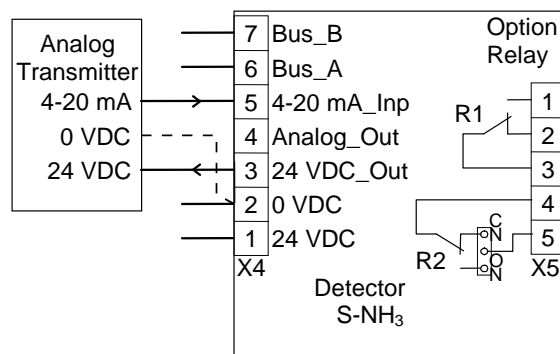 Analog
Transmitter
4-20 mA
0 VDC
24 VDC
7 Bus_B
6 Bus_A
5 4-20 mA_Inp
4 Analog_Out
3 24 VDC_Out
2 0 VDC
1 24 VDC
X4
Option
Relay
R1
1
2
3
4
5
R2
C
N
O
N
X5
Detector
S-NH₃